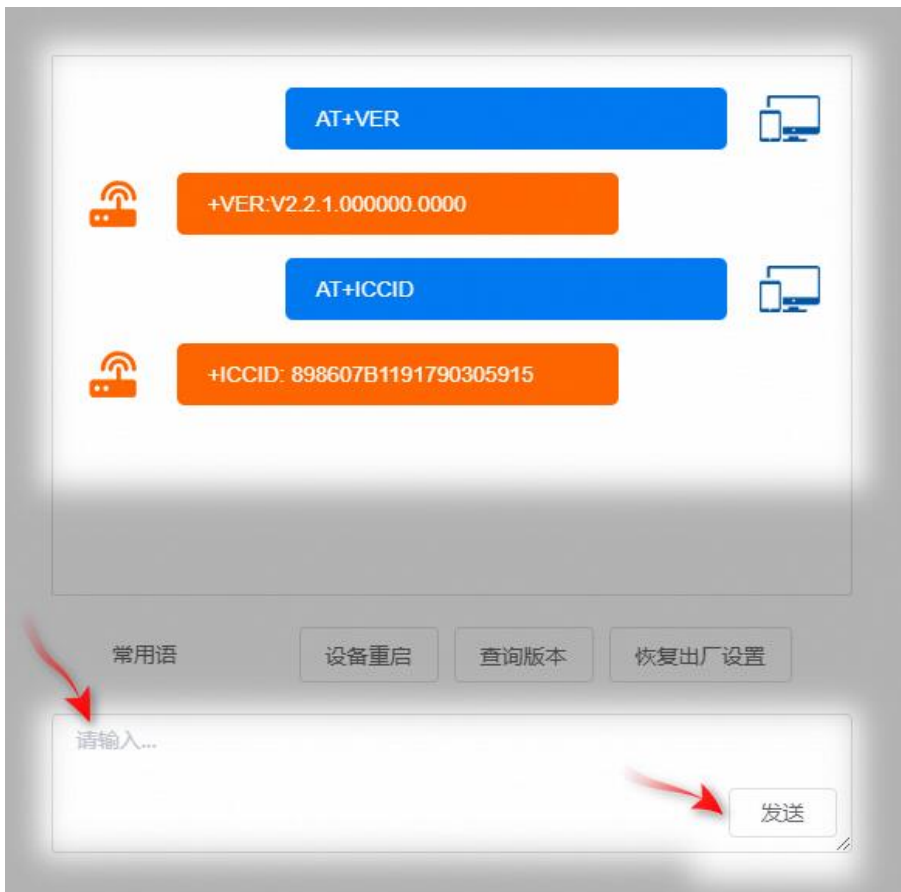 AT+VER
+VER:V2.2.1.000000.0000
AT+ICCID
+ICCID: 898607B1191790305915
常用语
设备重启
查询版本
恢复出厂设置
请输入...
发送